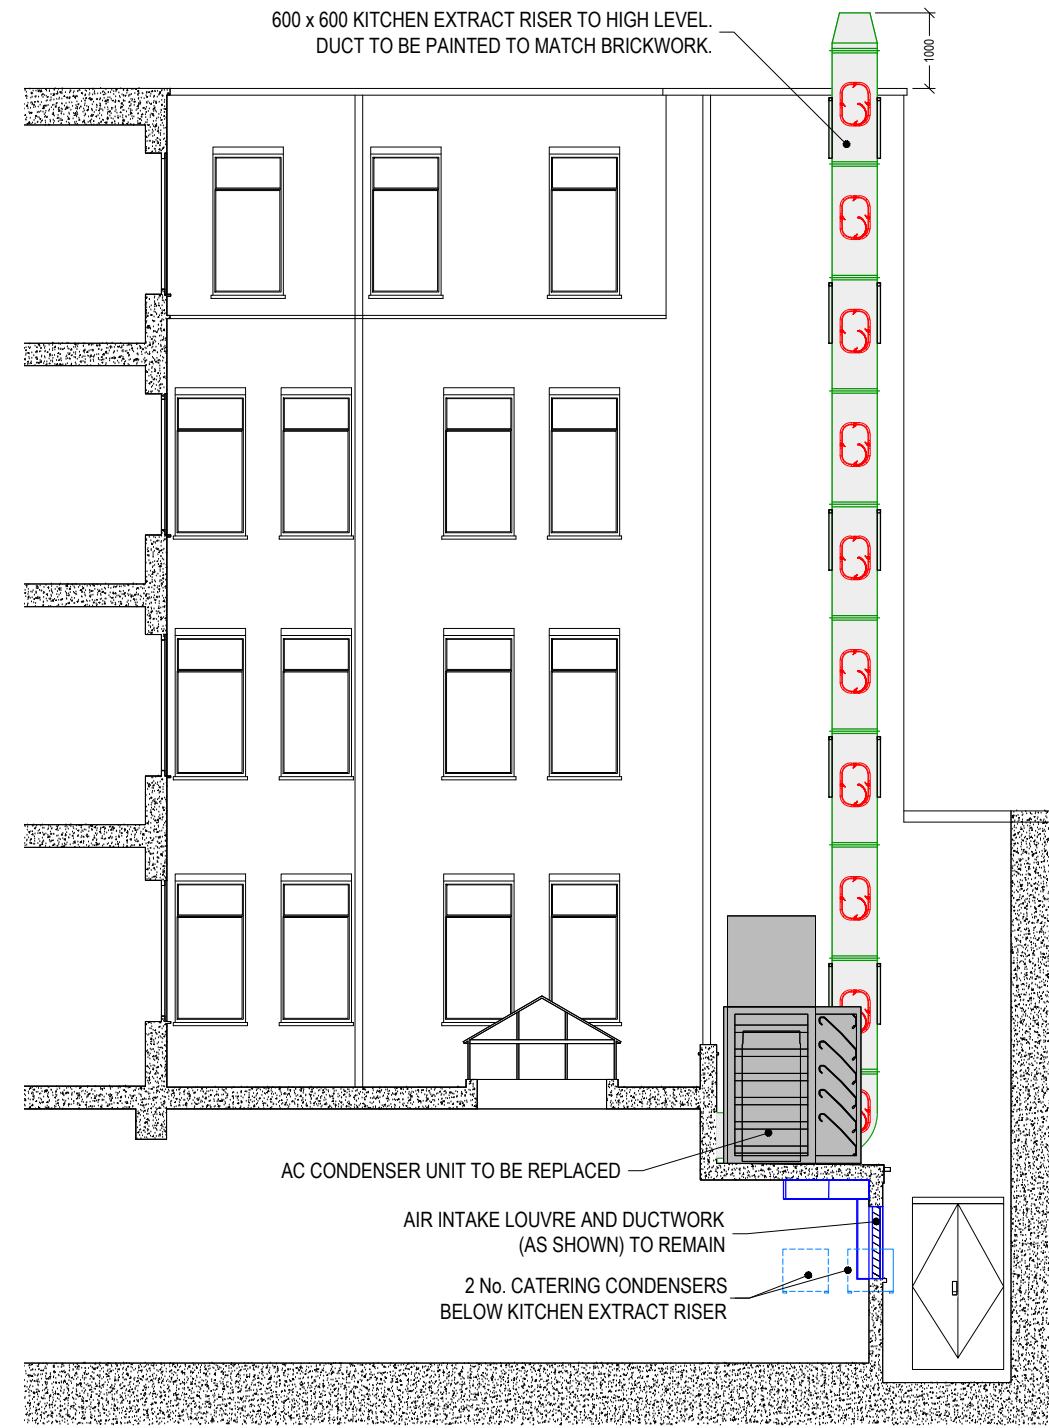 600 x 600 KITCHEN EXTRACT RISER TO HIGH LEVEL.
DUCT TO BE PAINTED TO MATCH BRICKWORK.
1000
AC CONDENSER UNIT TO BE REPLACED
AIR INTAKE LOUVRE AND DUCTWORK
(AS SHOWN) TO REMAIN
2 No. CATERING CONDENSERS
BELOW KITCHEN EXTRACT RISER